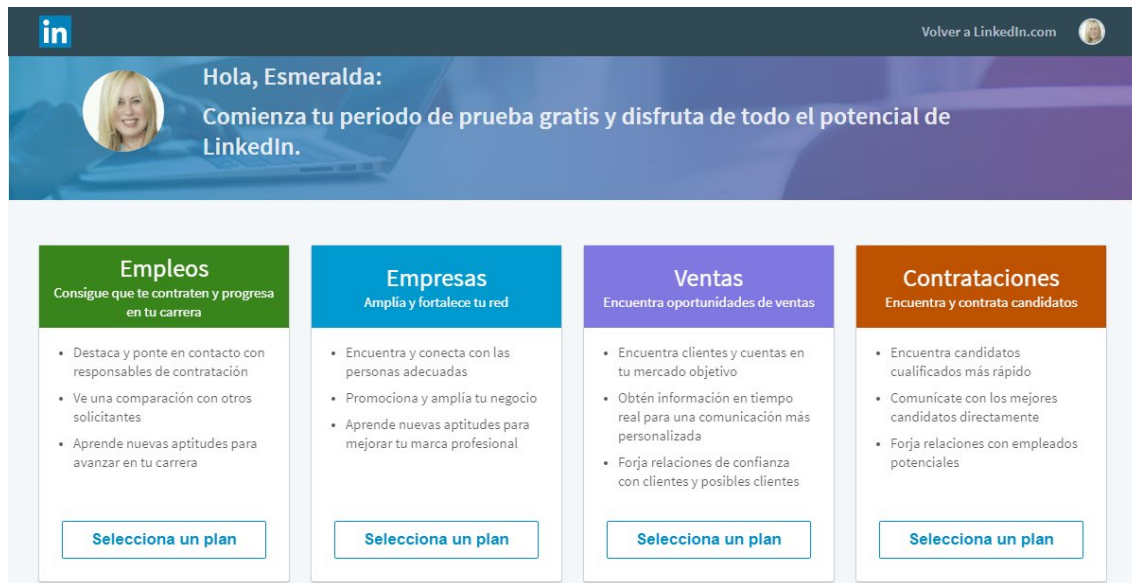 in
Volver a LinkedIn.com
Hola, Esmeralda:
Comienza tu periodo de prueba gratis y disfruta de todo el potencial de
LinkedIn.
Empleos
Consigue que te contraten y progresa
en tu carrera
• Destaca y ponte en contacto con
responsables de contratación
• Ve una comparación con otros
solicitantes
• Aprende nuevas aptitudes para
avanzar en tu carrera
Selecciona un plan
Empresas
Amplía y fortalece tu red
• Encuentra y conecta con las
personas adecuadas
• Promociona y amplía tu negocio
• Aprende nuevas aptitudes para
mejorar tu marca profesional
Selecciona un plan
Ventas
Encuentra oportunidades de ventas
• Encuentra clientes y cuentas en
tu mercado objetivo
• Obtén información en tiempo
real para una comunicación más
personalizada
• Forja relaciones de confianza
con clientes y posibles clientes
Selecciona un plan
Contrataciones
Encuentra y contrata candidatos
• Encuentra candidatos
cualificados más rápido
• Comunícate con los mejores
candidatos directamente
• Forja relaciones con empleados
potenciales
Selecciona un plan